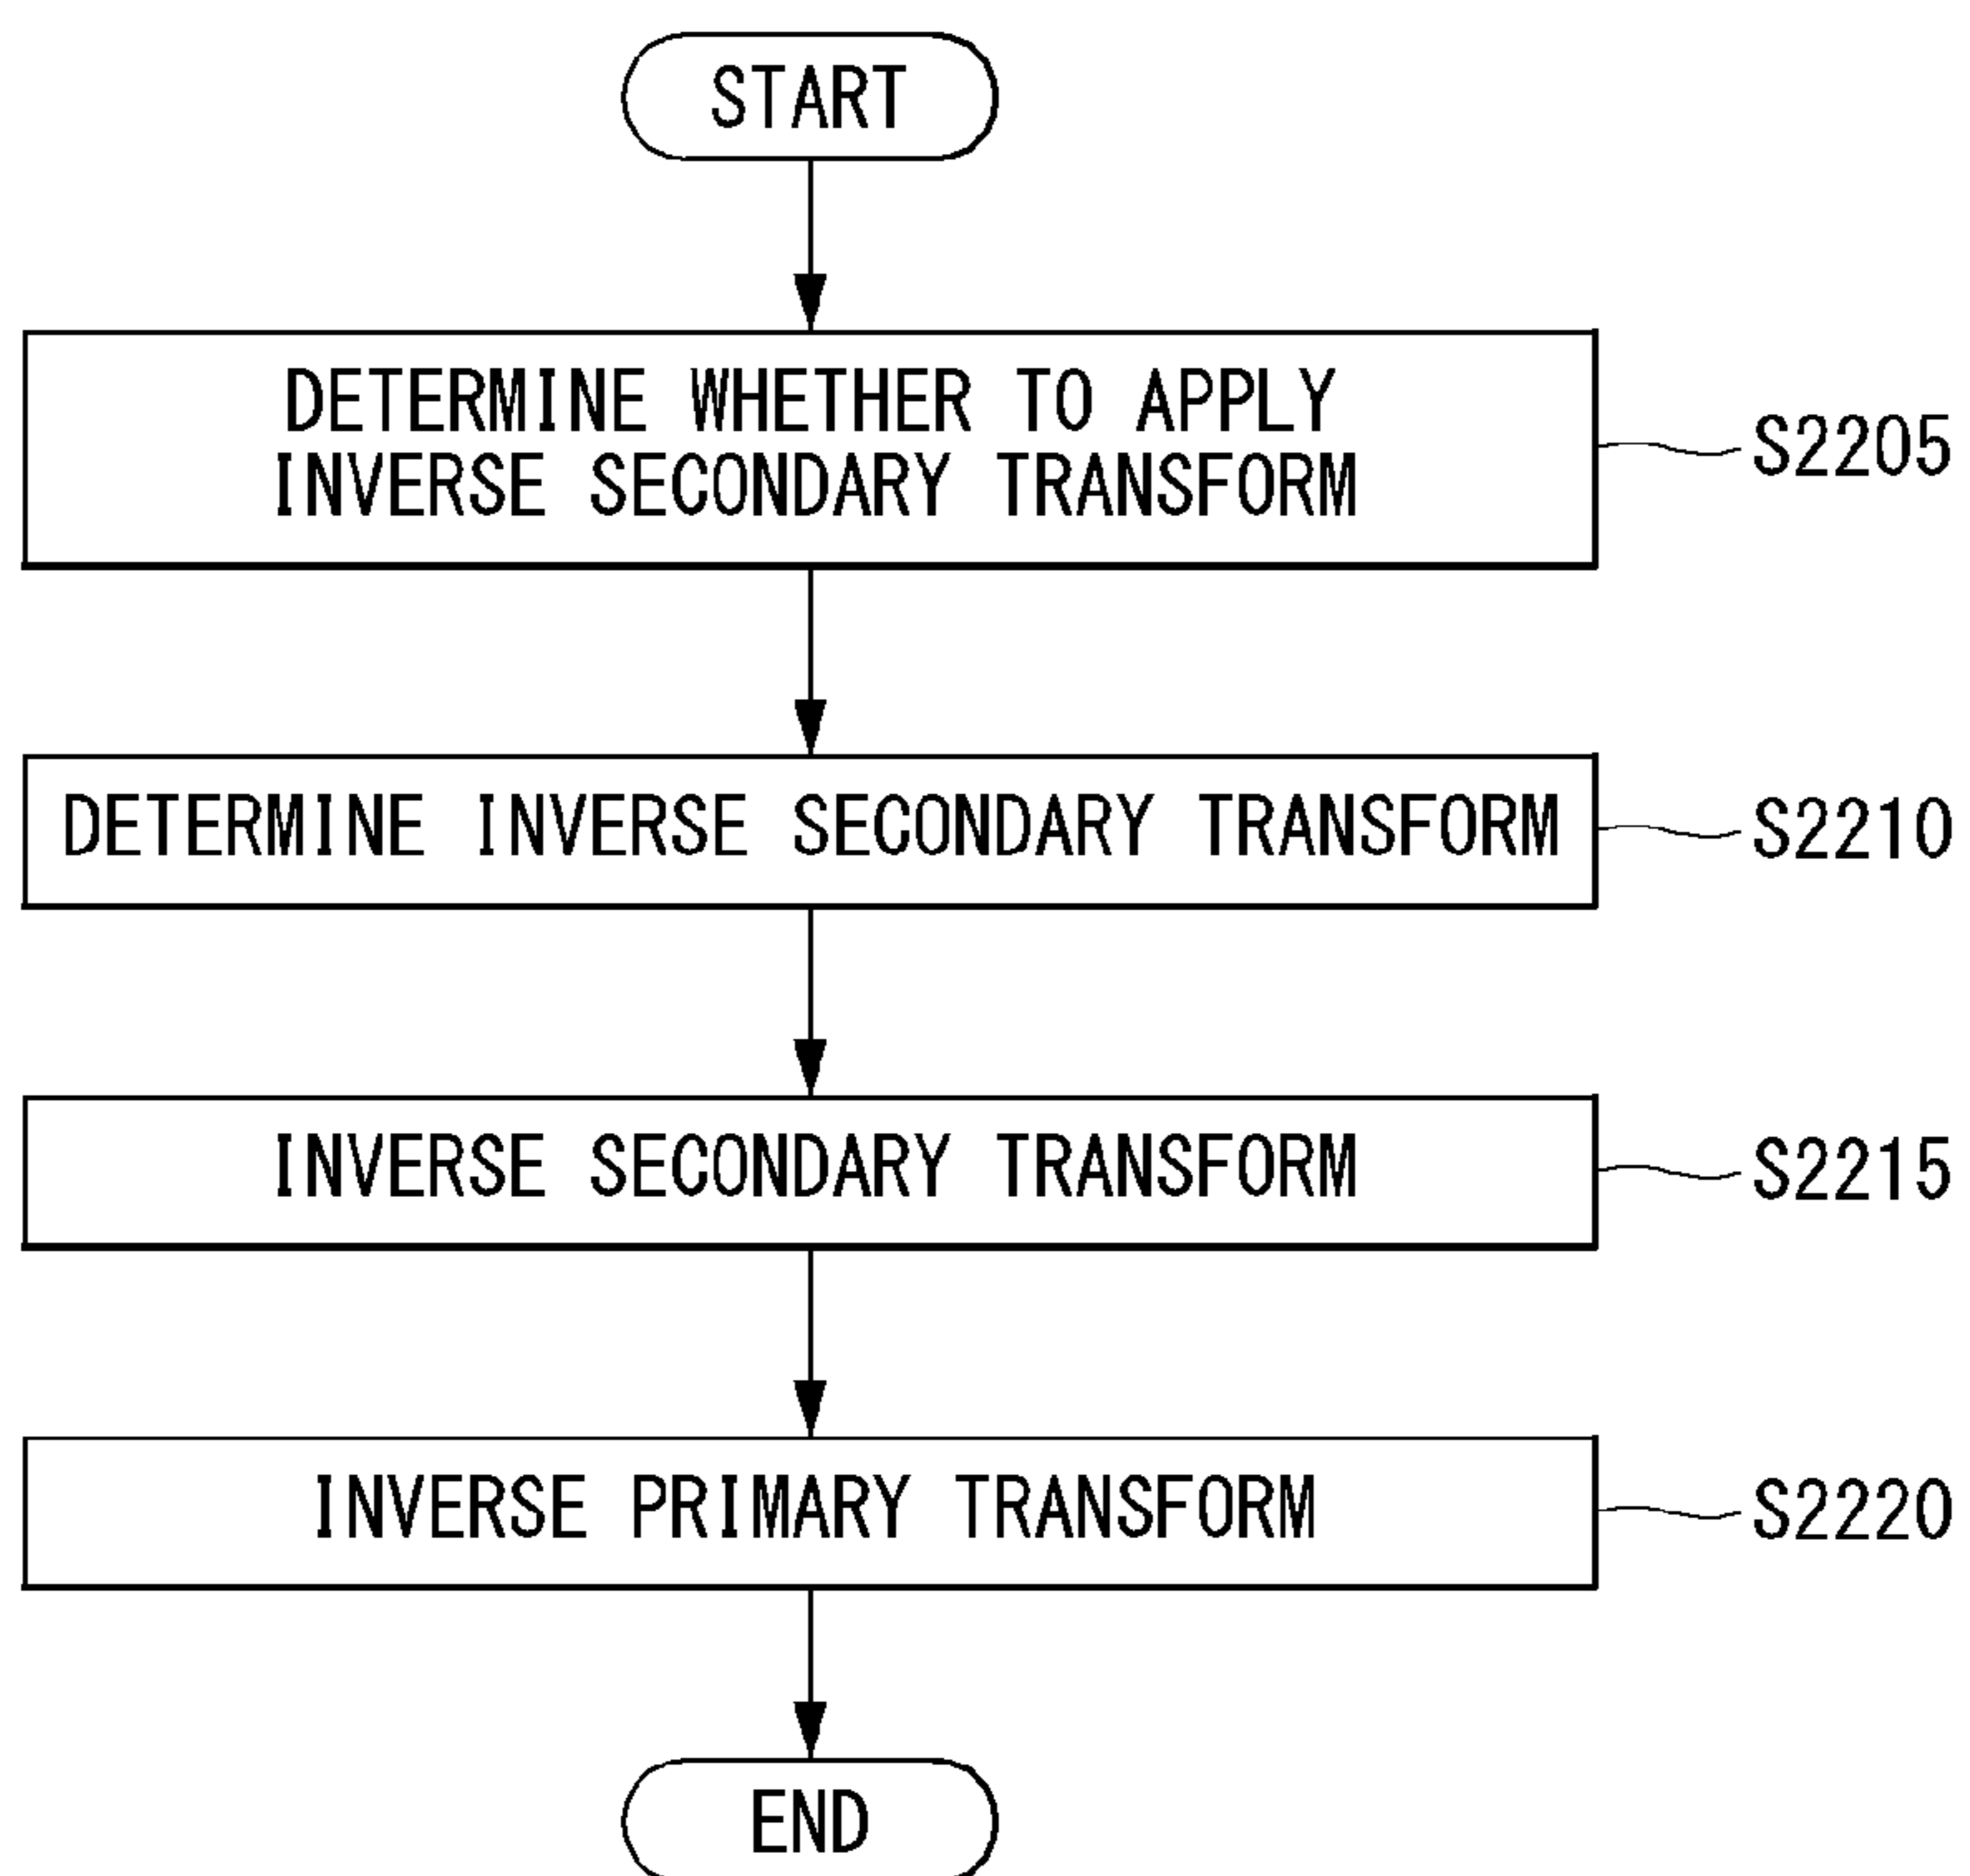 START
DETERMINE WHETHER TO APPLY
INVERSE SECONDARY TRANSFORM
S2205
DETERMINE INVERSE SECONDARY TRANSFORM
S2210
INVERSE SECONDARY TRANSFORM
S2215
INVERSE PRIMARY TRANSFORM
S2220
END